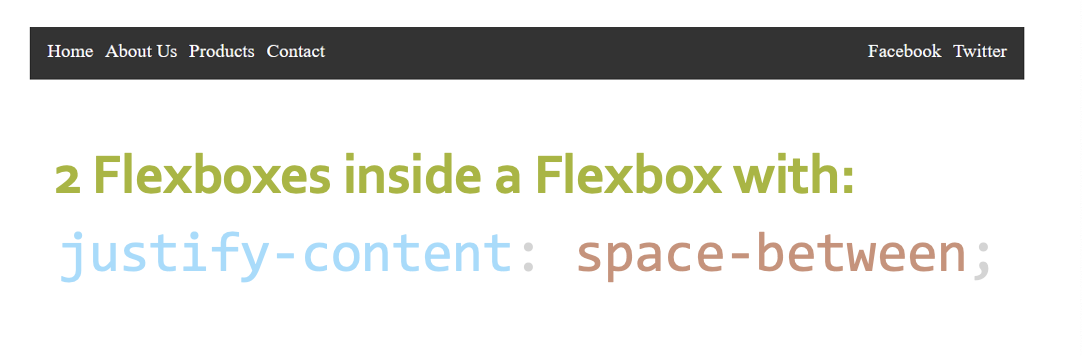 Home About Us Products Contact Facebook Twitter
2 Flexboxes inside a Flexbox with:
justify-content: space-between;